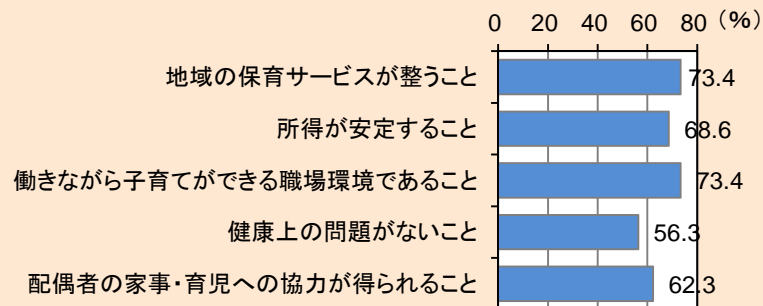 0 20 40 60 80 (%)
地域の保育サービスが整うこと 73.4
所得が安定すること 68.6
働きながら子育てができる職場環境であること 73.4
健康上の問題がないこと 56.3
配偶者の家事・育児への協力が得られること 62.3